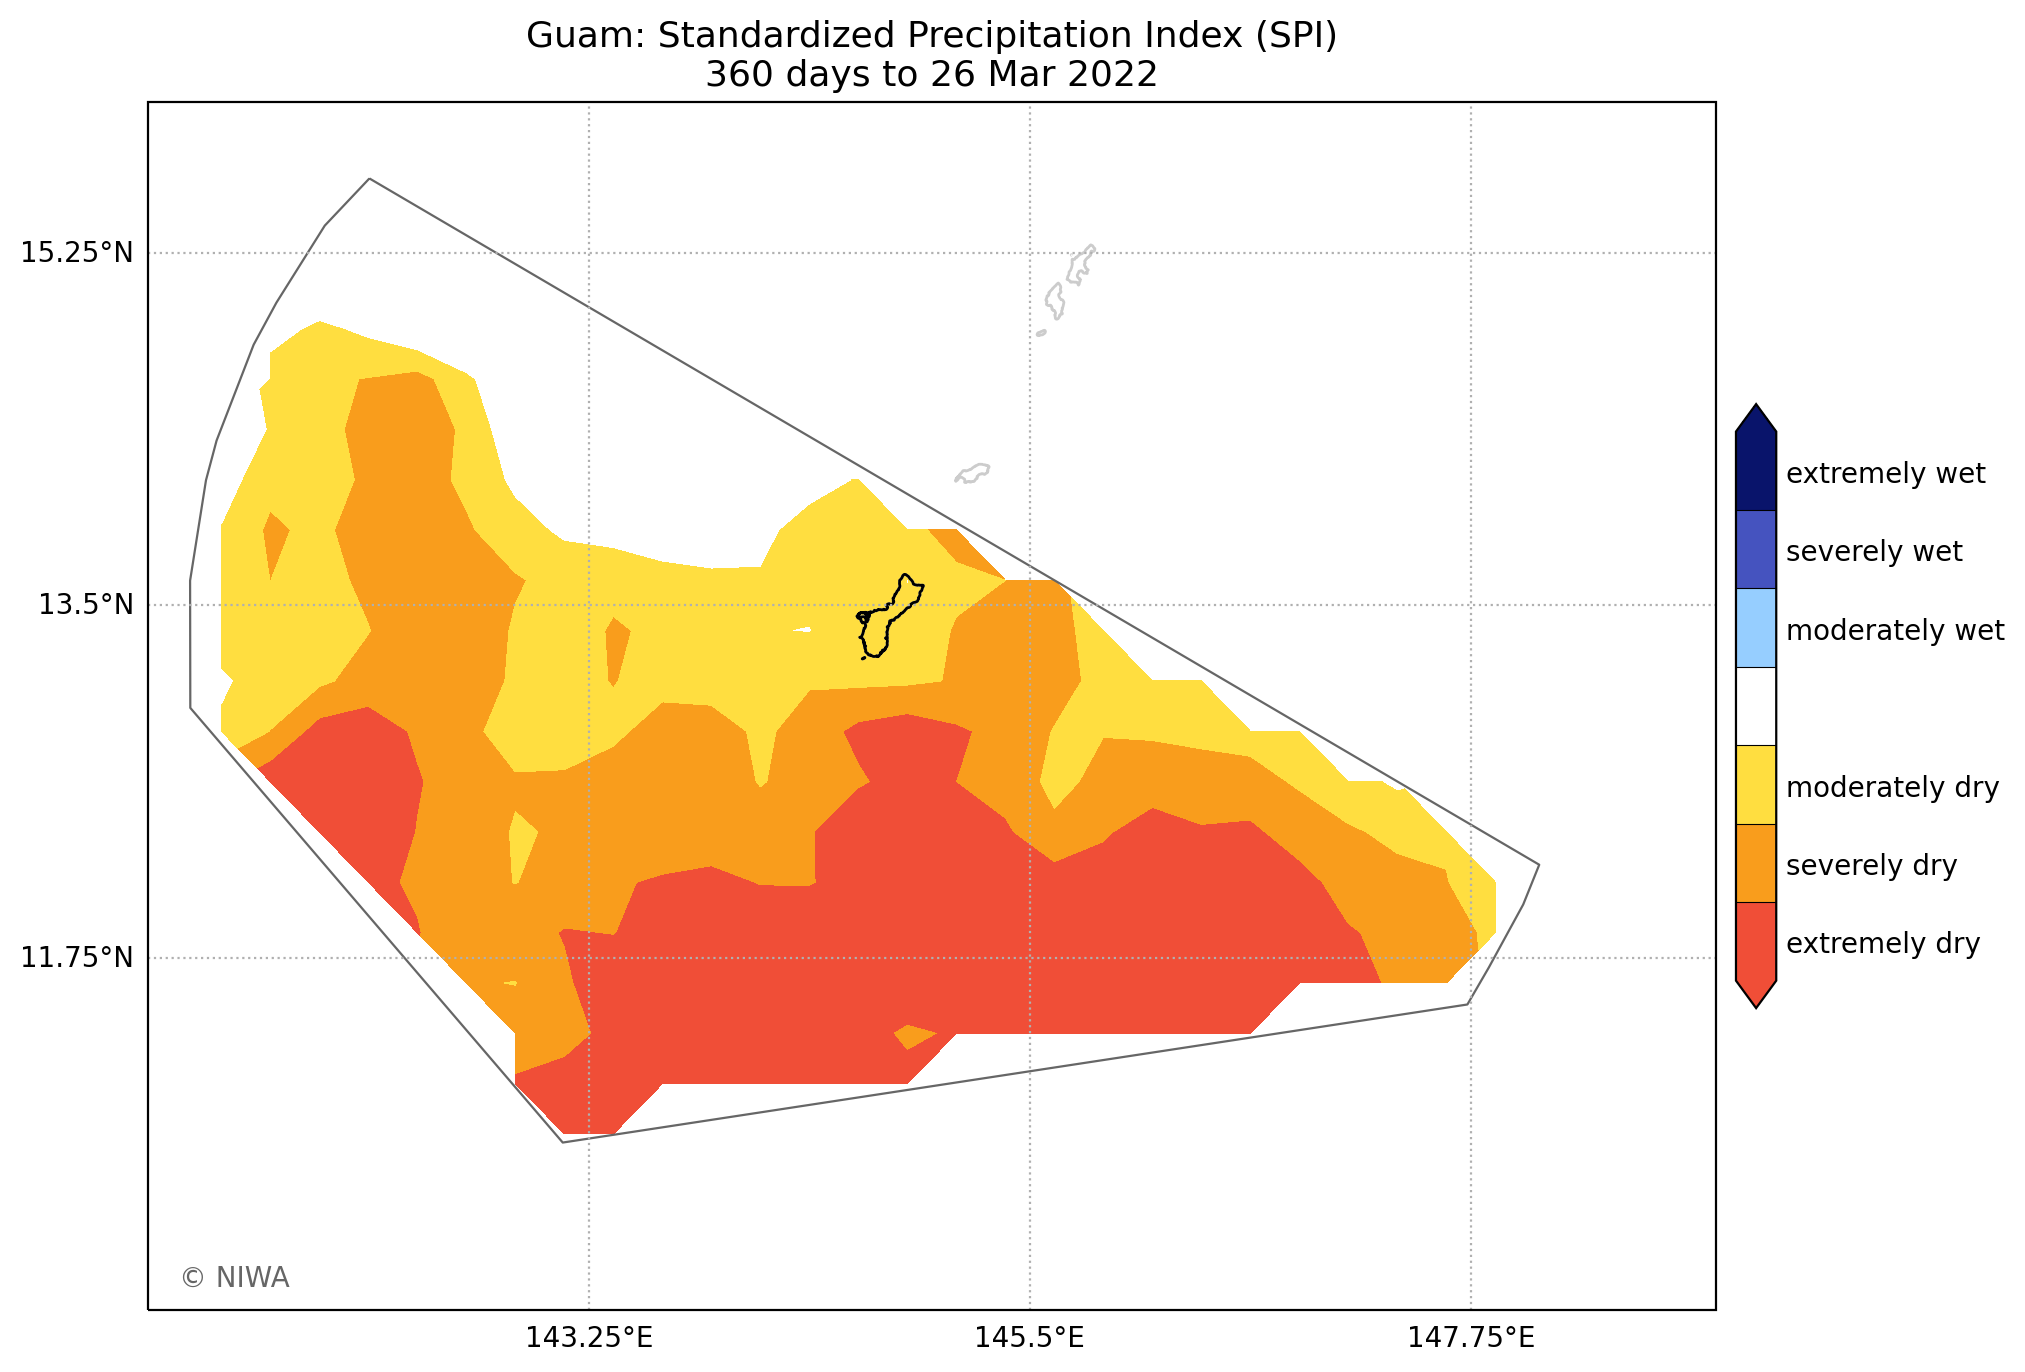 Guam: Standardized Precipitation Index (SPI)
360 days to 26 Mar 2022
15.25°N
13.5°N
11.75°N
143.25°E
145.5°E
147.75°E
extremely wet
severely wet
moderately wet
moderately dry
severely dry
extremely dry
© NIWA